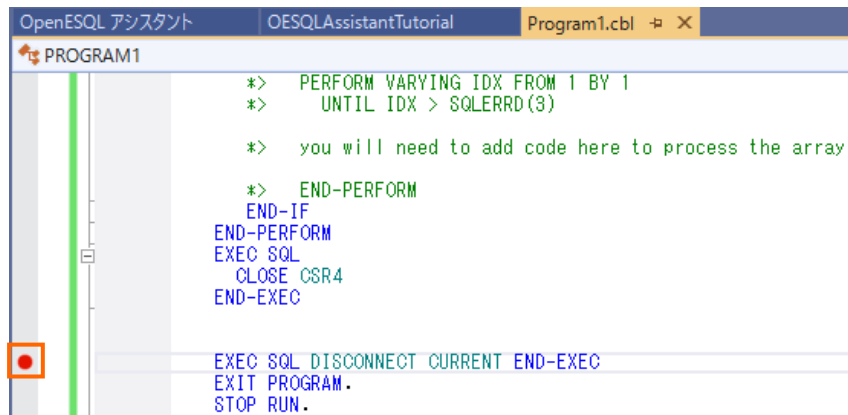 OpenESQL アシスタント OESQLAssistantTutorial Program1.cbl
PROGRAM1
*> PERFORM VARYING IDX FROM 1 BY 1
*> UNTIL IDX > SQLERRD(3)
*> you will need to add code here to process the array
*> END-PERFORM
END-IF
END-PERFORM
EXEC SQL
CLOSE CSR4
END-EXEC
EXEC SQL DISCONNECT CURRENT END-EXEC
EXIT PROGRAM.
STOP RUN.